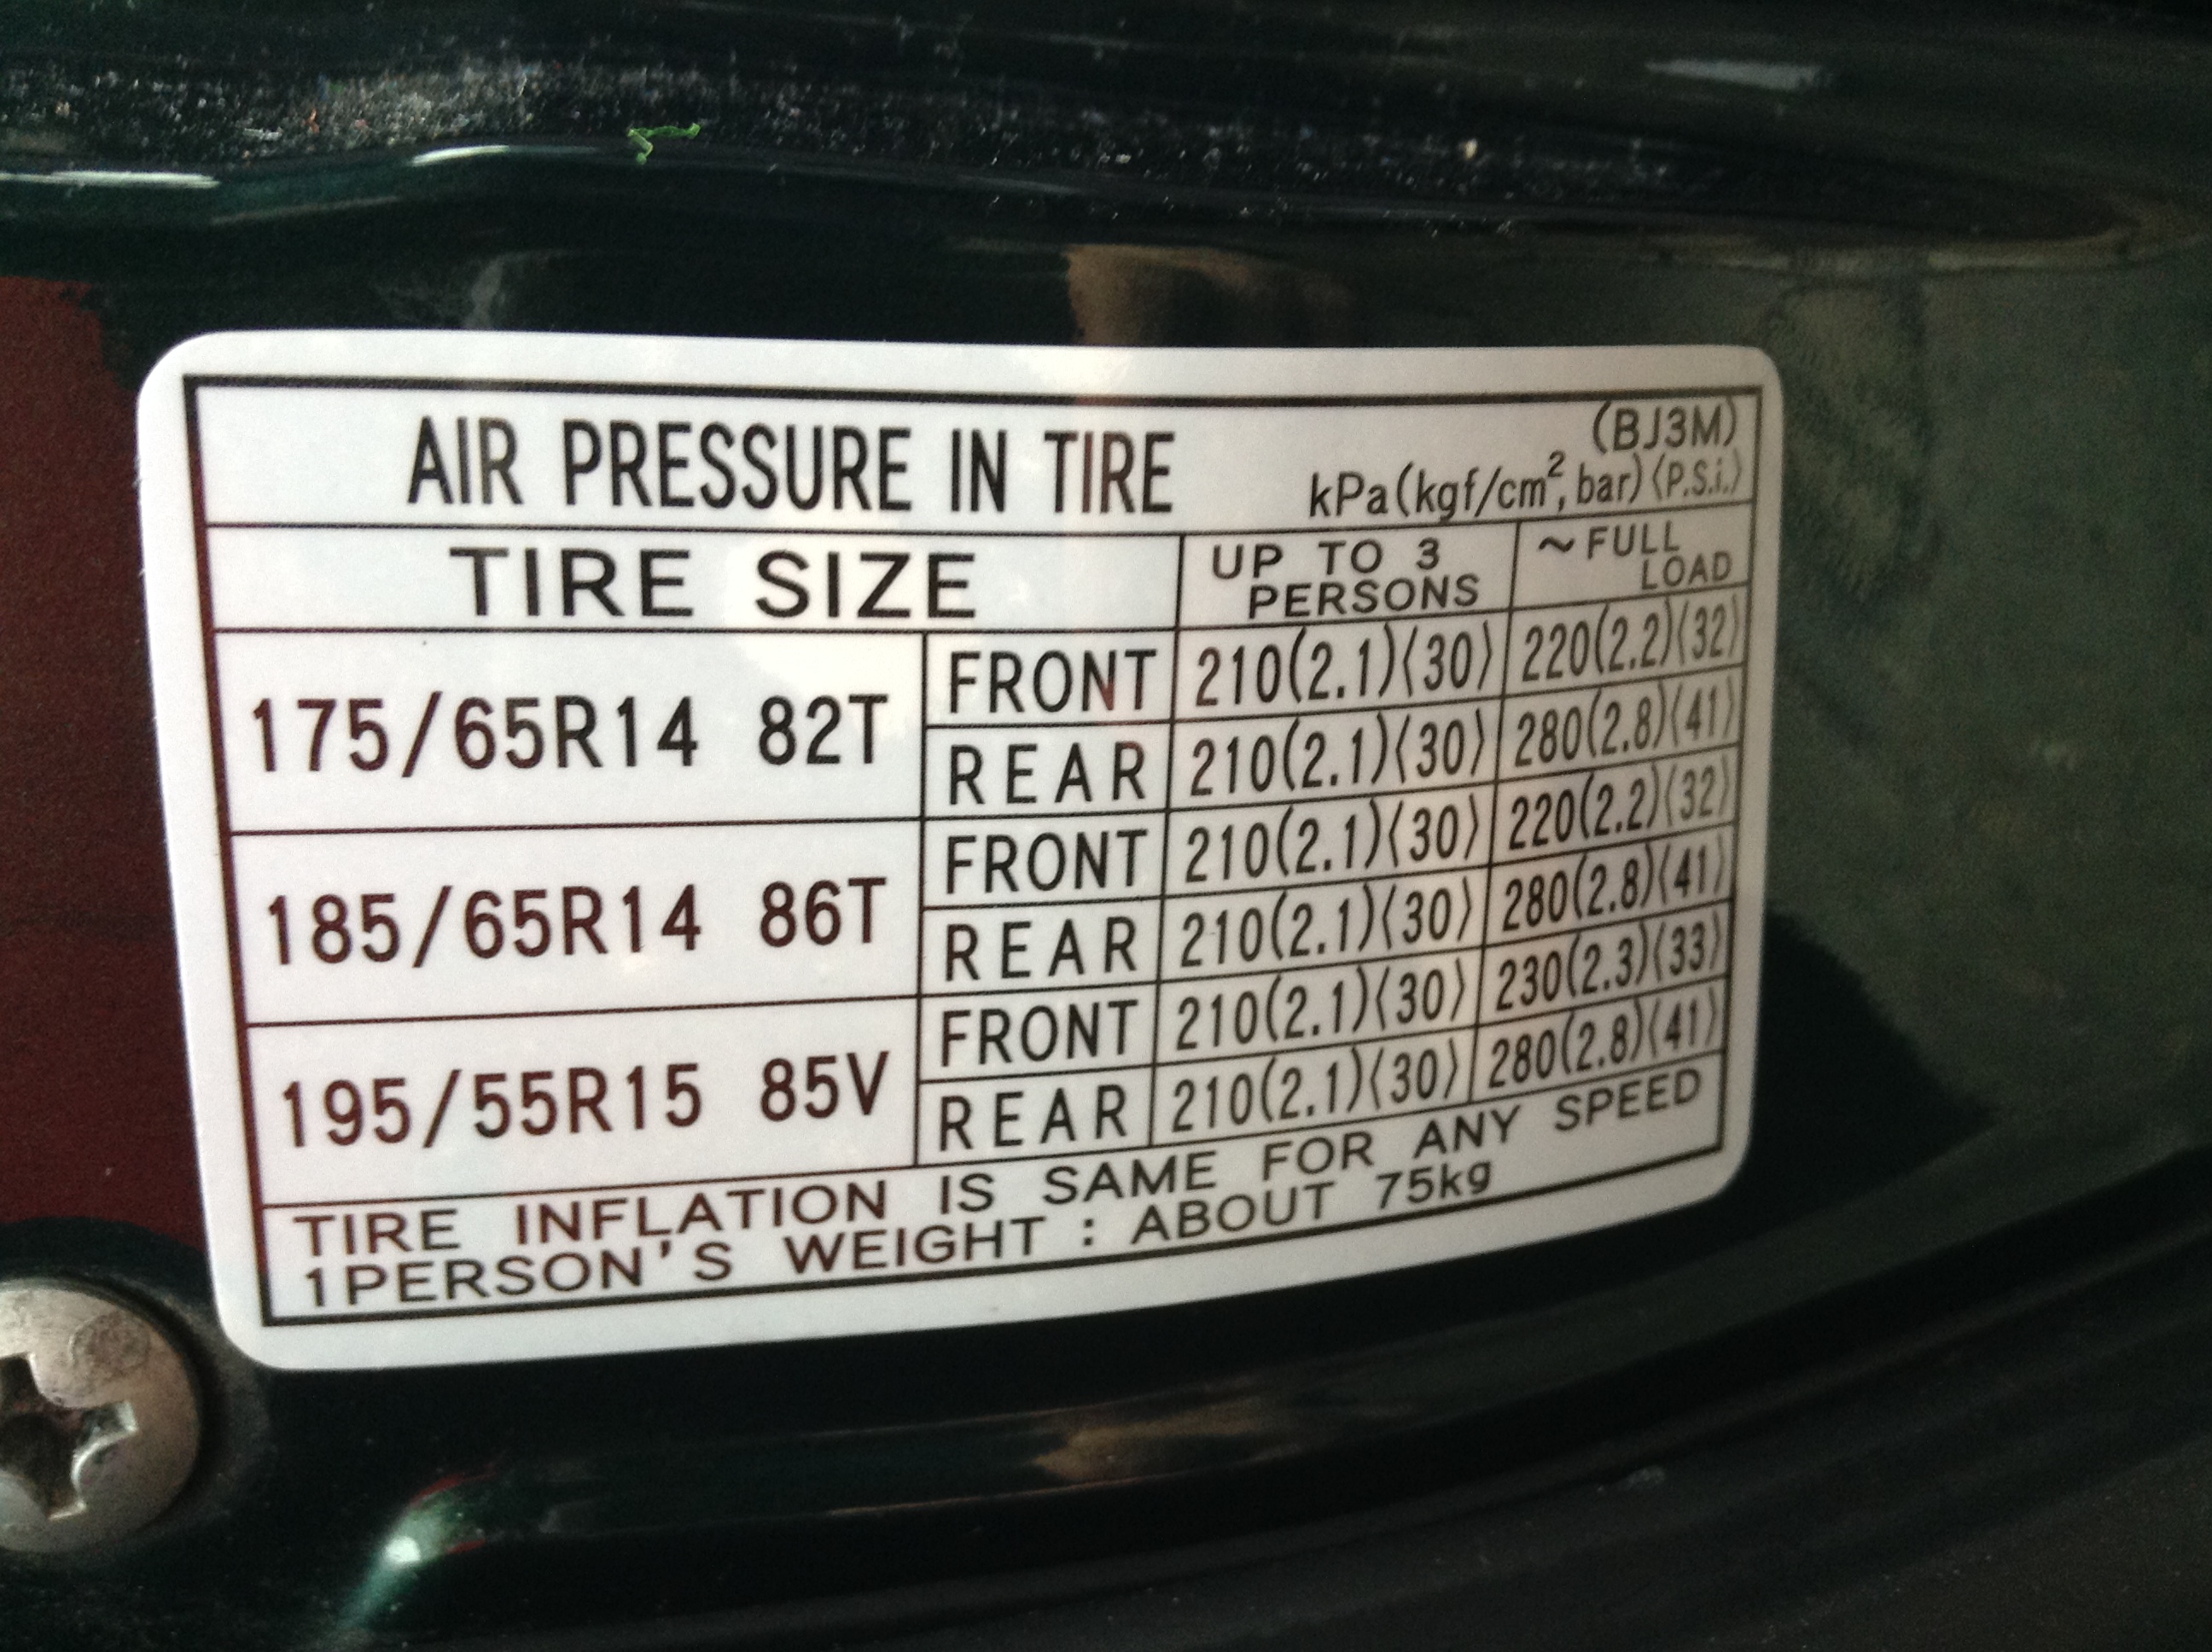 AIR PRESSURE IN TIRE
(BJ3M)
kPa(kgf/cm², bar)⟨P.S.i.⟩
TIRE SIZE
UP TO 3 PERSONS
~FULL LOAD
175/65R14 82T
FRONT 210(2.1)⟨30⟩ 220(2.2)⟨32⟩
REAR 210(2.1)⟨30⟩ 280(2.8)⟨41⟩
185/65R14 86T
FRONT 210(2.1)⟨30⟩ 220(2.2)⟨32⟩
REAR 210(2.1)⟨30⟩ 280(2.8)⟨41⟩
195/55R15 85V
FRONT 210(2.1)⟨30⟩ 230(2.3)⟨33⟩
REAR 210(2.1)⟨30⟩ 280(2.8)⟨41⟩
TIRE INFLATION IS SAME FOR ANY SPEED
1PERSON'S WEIGHT : ABOUT 75kg